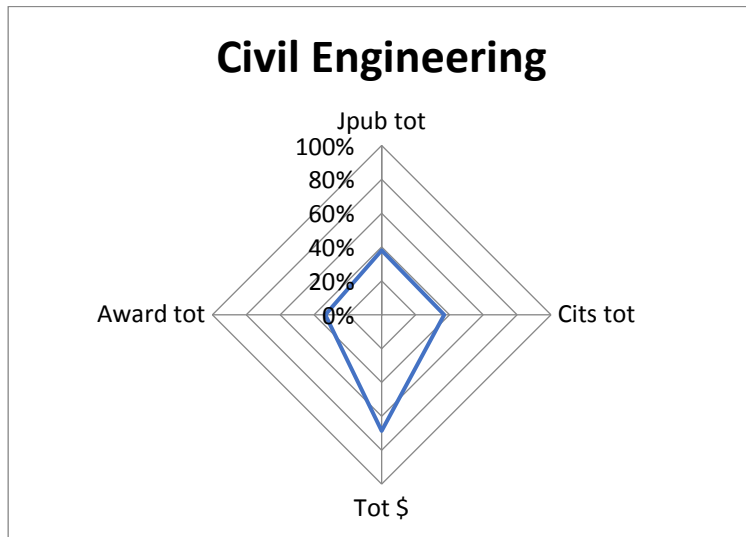 Civil Engineering
Jpub tot
100%
80%
60%
40%
20%
0%
Award tot
Cits tot
Tot $